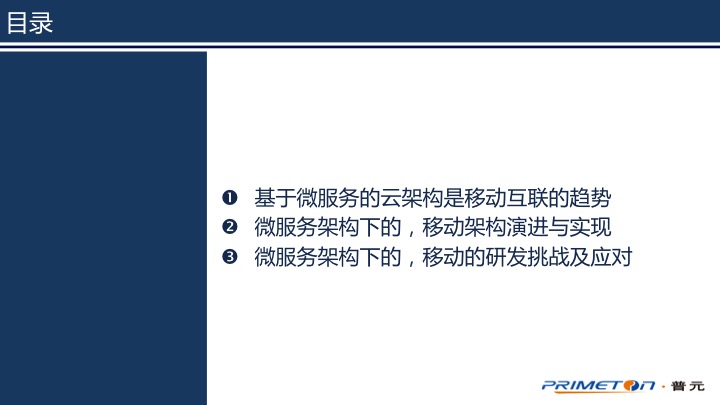 目录
❶ 基于微服务的云架构是移动互联的趋势
❷ 微服务架构下的，移动架构演进与实现
❸ 微服务架构下的，移动的研发挑战及应对
PRIMETON · 普元